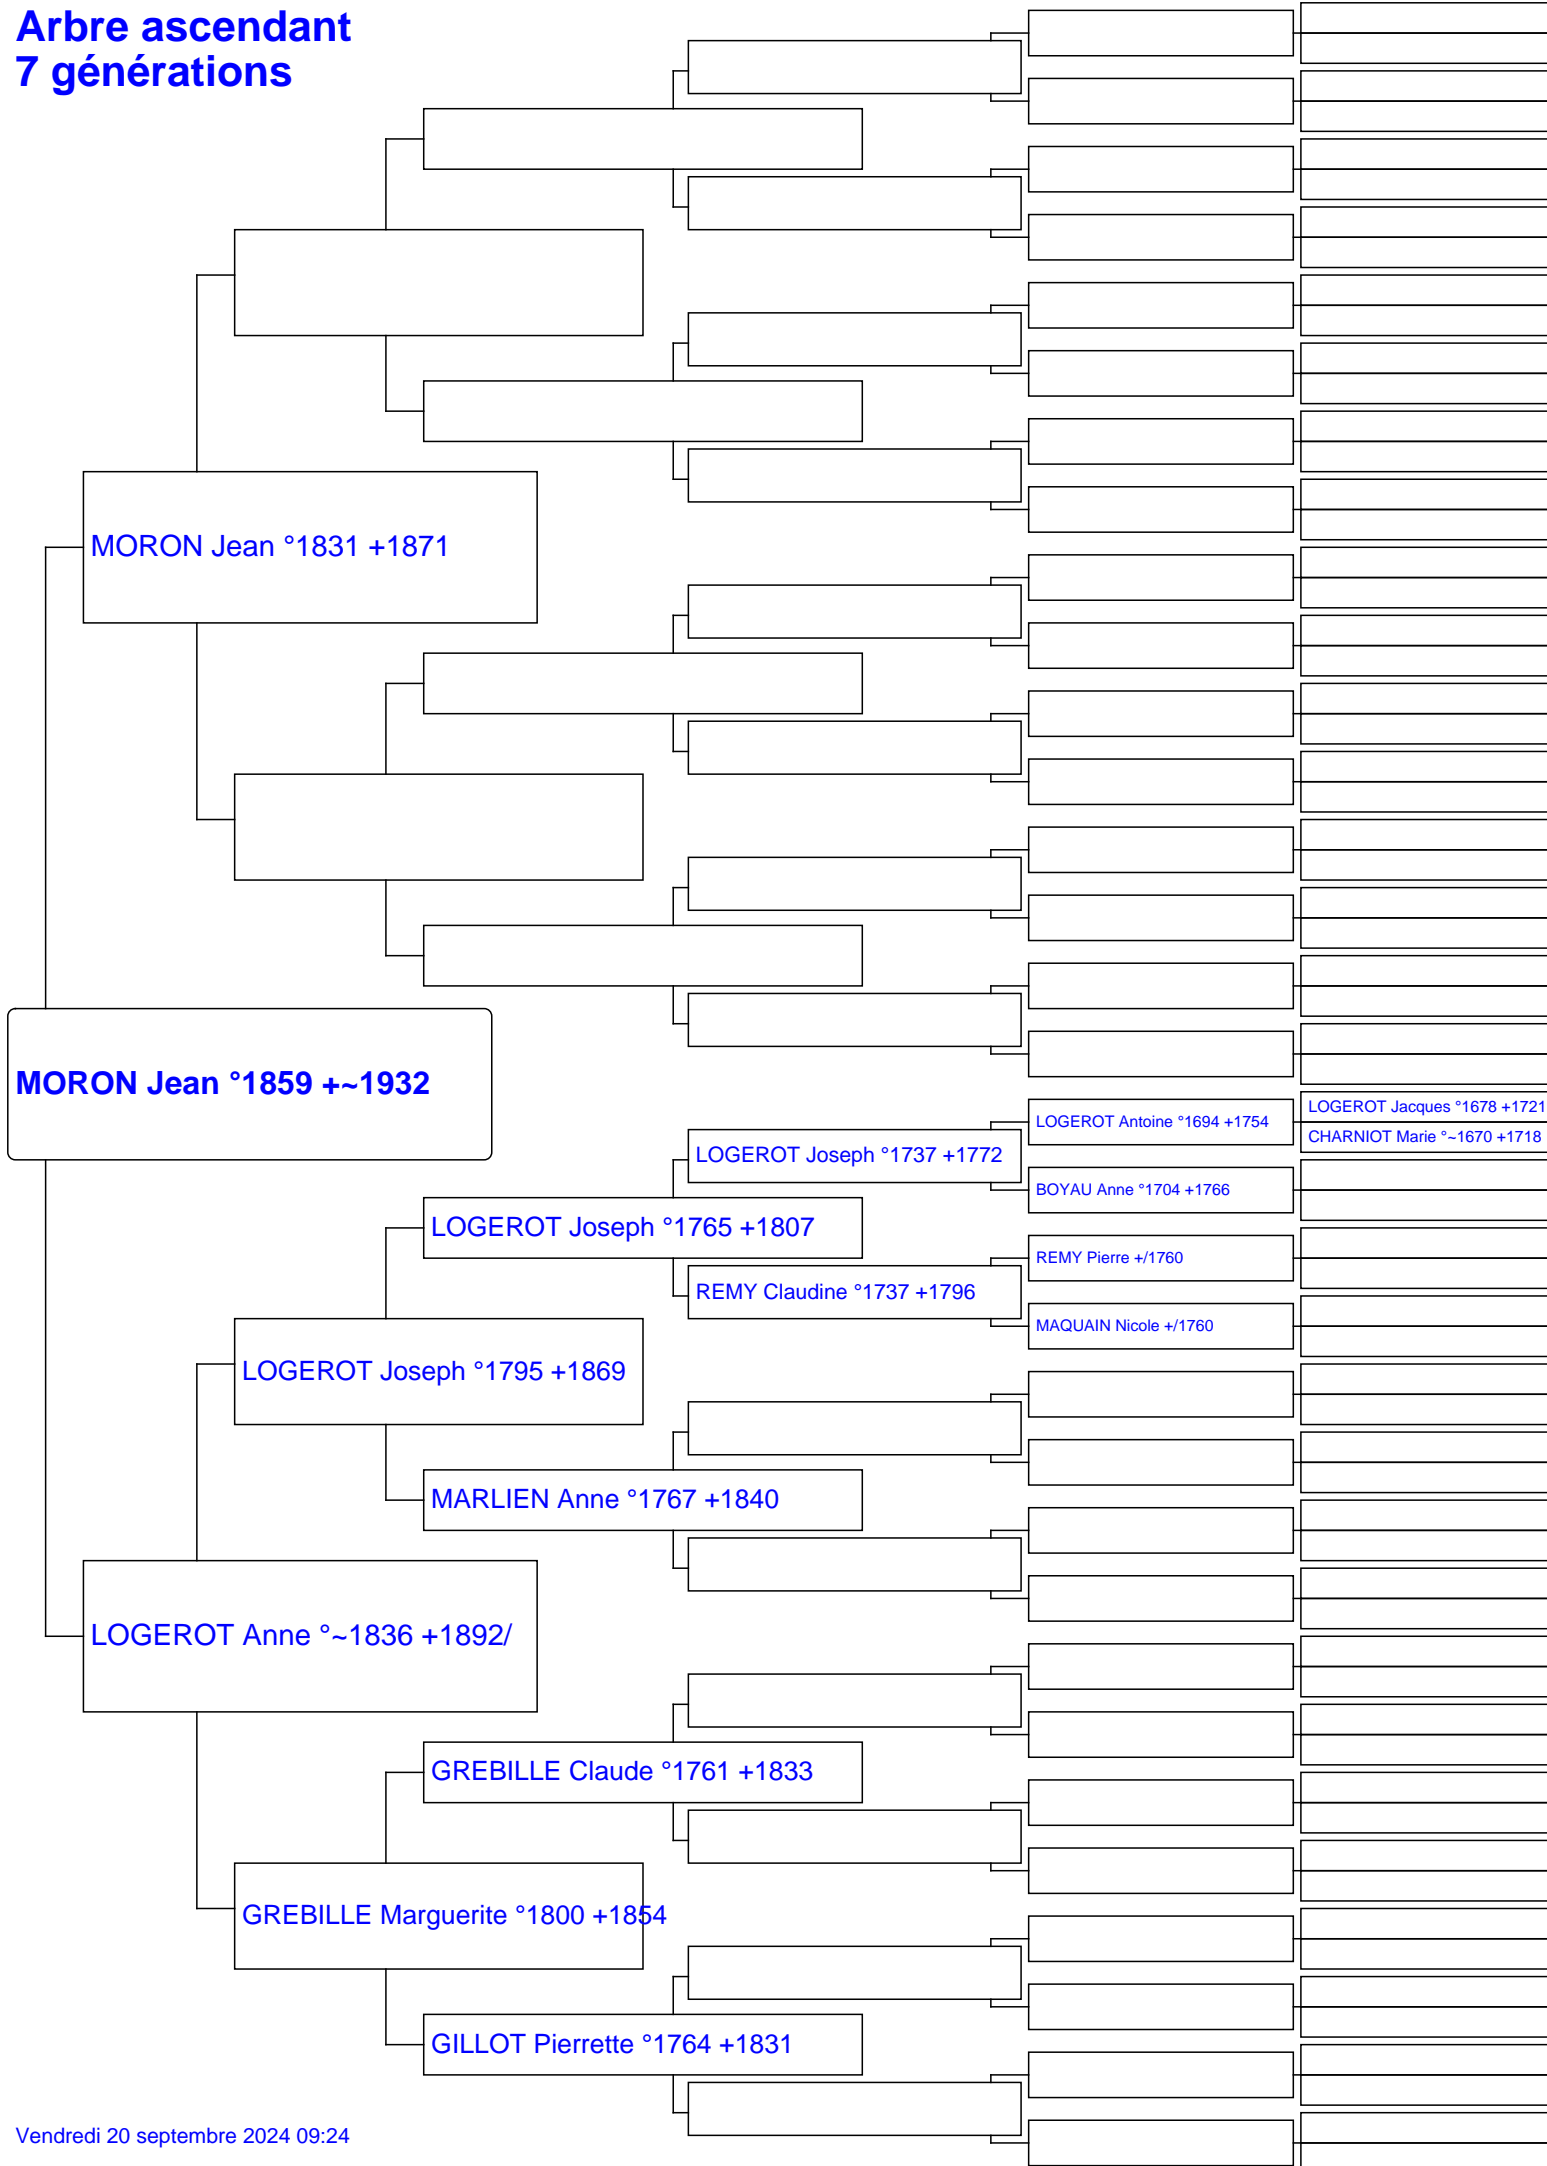 Arbre ascendant
7 générations
MORON Jean °1831 +1871
MORON Jean °1859 +~1932
LOGEROT Jacques °1678 +1721
LOGEROT Antoine °1694 +1754
CHARNIOT Marie °~1670 +1718
LOGEROT Joseph °1737 +1772
BOYAU Anne °1704 +1766
LOGEROT Joseph °1765 +1807
REMY Pierre +/1760
REMY Claudine °1737 +1796
MAQUAIN Nicole +/1760
LOGEROT Joseph °1795 +1869
MARLIEN Anne °1767 +1840
LOGEROT Anne °~1836 +1892/
GREBILLE Claude °1761 +1833
GREBILLE Marguerite °1800 +1854
GILLOT Pierrette °1764 +1831
Vendredi 20 septembre 2024 09:24